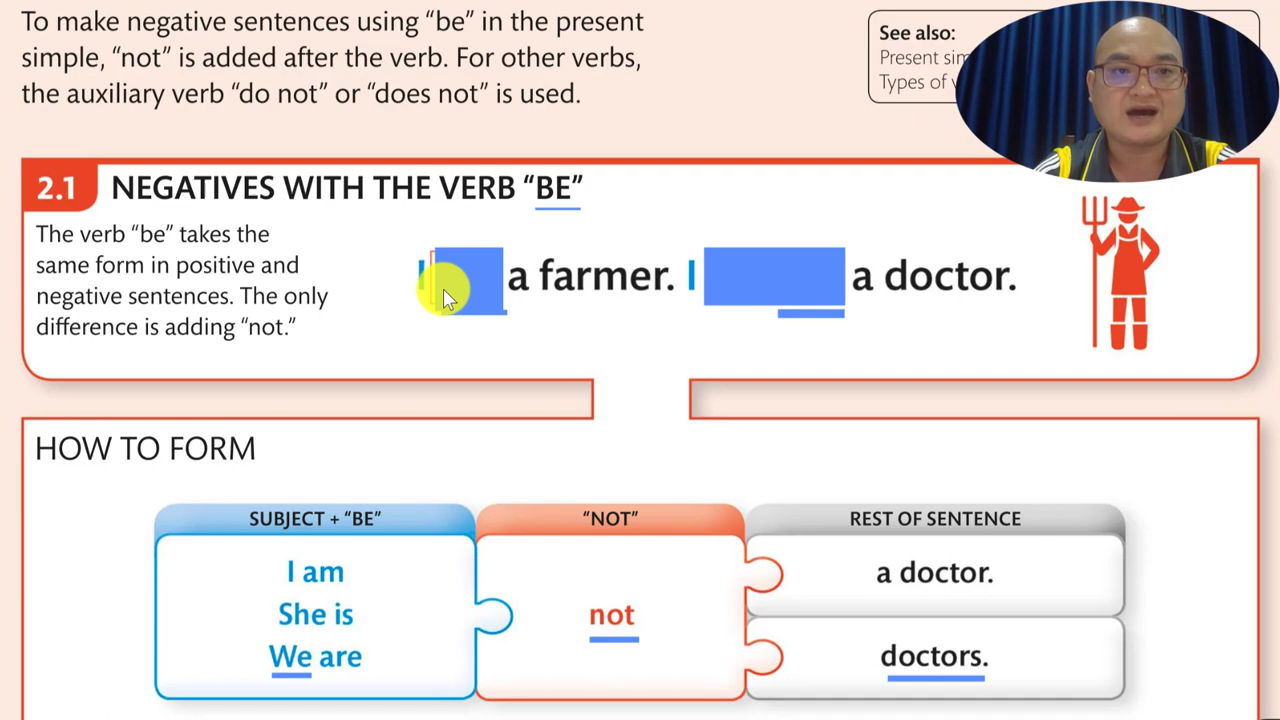 To make negative sentences using “be” in the present
simple, “not” is added after the verb. For other verbs,
the auxiliary verb “do not” or “does not” is used.
See also:
Present
Types of
2.1 NEGATIVES WITH THE VERB “BE”
The verb “be” takes the
same form in positive and
negative sentences. The only
difference is adding “not.”
I a farmer. I a doctor.
HOW TO FORM
SUBJECT + “BE”
“NOT”
REST OF SENTENCE
I am
She is
We are
not
a doctor.
doctors.